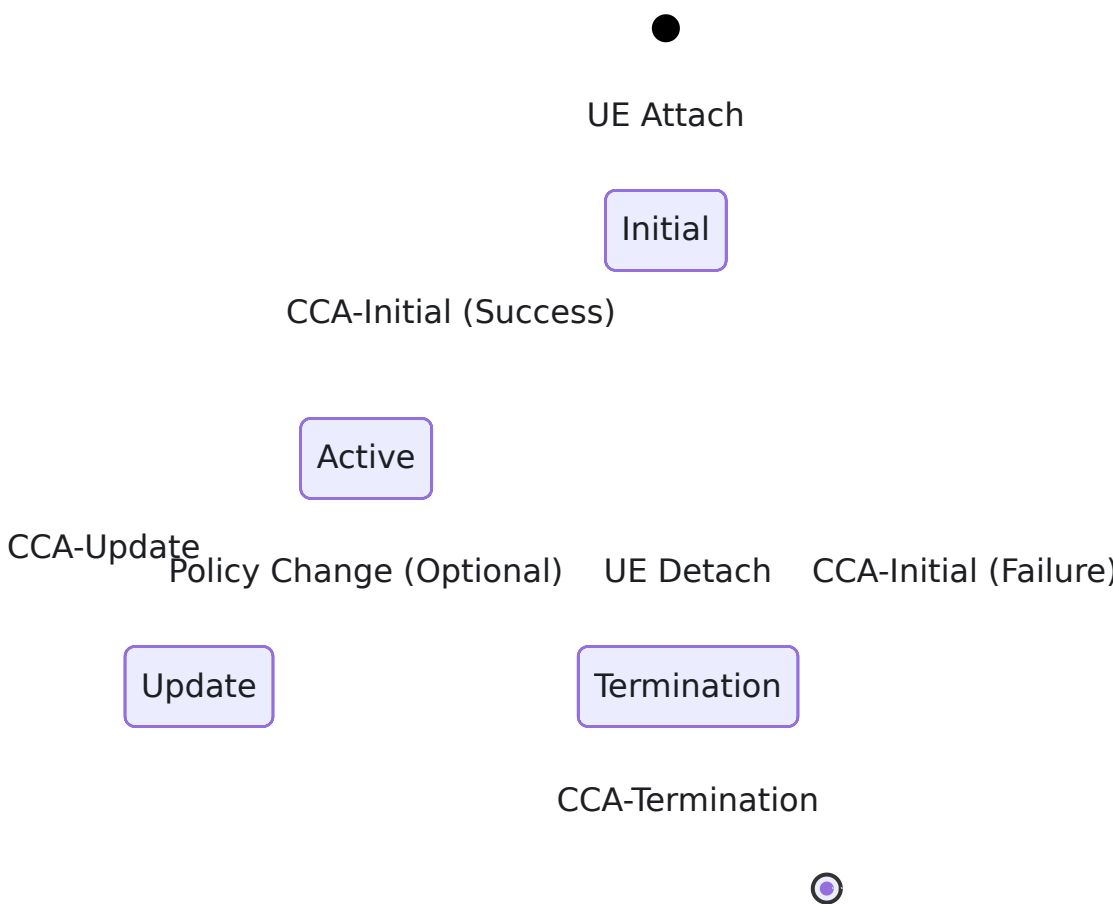 UE Attach
Initial
CCA-Initial (Success)
Active
CCA-Update
Policy Change (Optional)
UE Detach
CCA-Initial (Failure)
Update
Termination
CCA-Termination